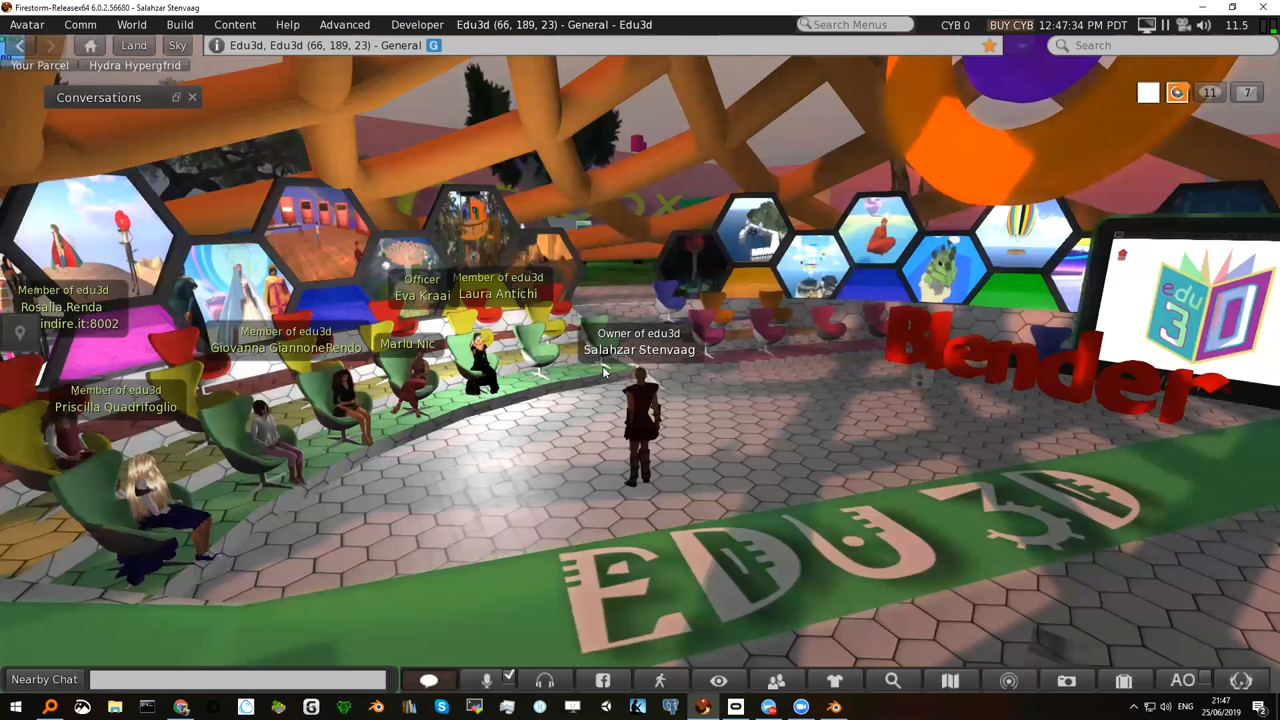 Firestorm-Releasex64 6.0.2.56680 - Salahzar Stenvaag
Avatar Comm World Build Content Help Advanced Developer Edu3d (66, 189, 23) - General - Edu3d Search Menus CYB 0 BUY CYB 12:47:34 PM PDT 11.5
Land Sky Edu3d, Edu3d (66, 189, 23) - General G Search
Your Parcel Hydra Hypergfrid
Conversations
11 7
Member of edu3d
Rosalia.Renda
indire.it:8002
Officer
Eva Kraai
Member of edu3d
Laura Antichi
Member of edu3d
Giovanna GiannoneRendo
Marlu Nic
Owner of edu3d
Salahzar Stenvaag
Member of edu3d
Priscilla Quadrifoglio
edu
3D
Blender
EDU 3D
Nearby Chat
AO
ENG
21:47
25/06/2019
2